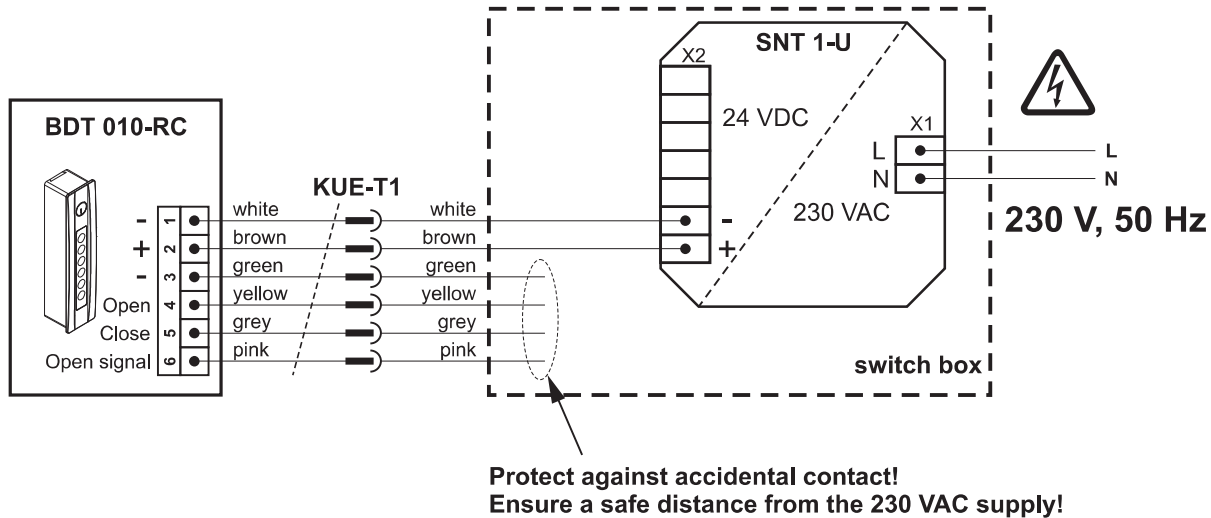 SNT 1-U
X2
24 VDC
X1
L
N
230 VAC
-
+
L
N
230 V, 50 Hz
BDT 010-RC
KUE-T1
- 1 white white
+ 2 brown brown
- 3 green green
Open 4 yellow yellow
Close 5 grey grey
Open signal 6 pink pink
switch box
Protect against accidental contact!
Ensure a safe distance from the 230 VAC supply!